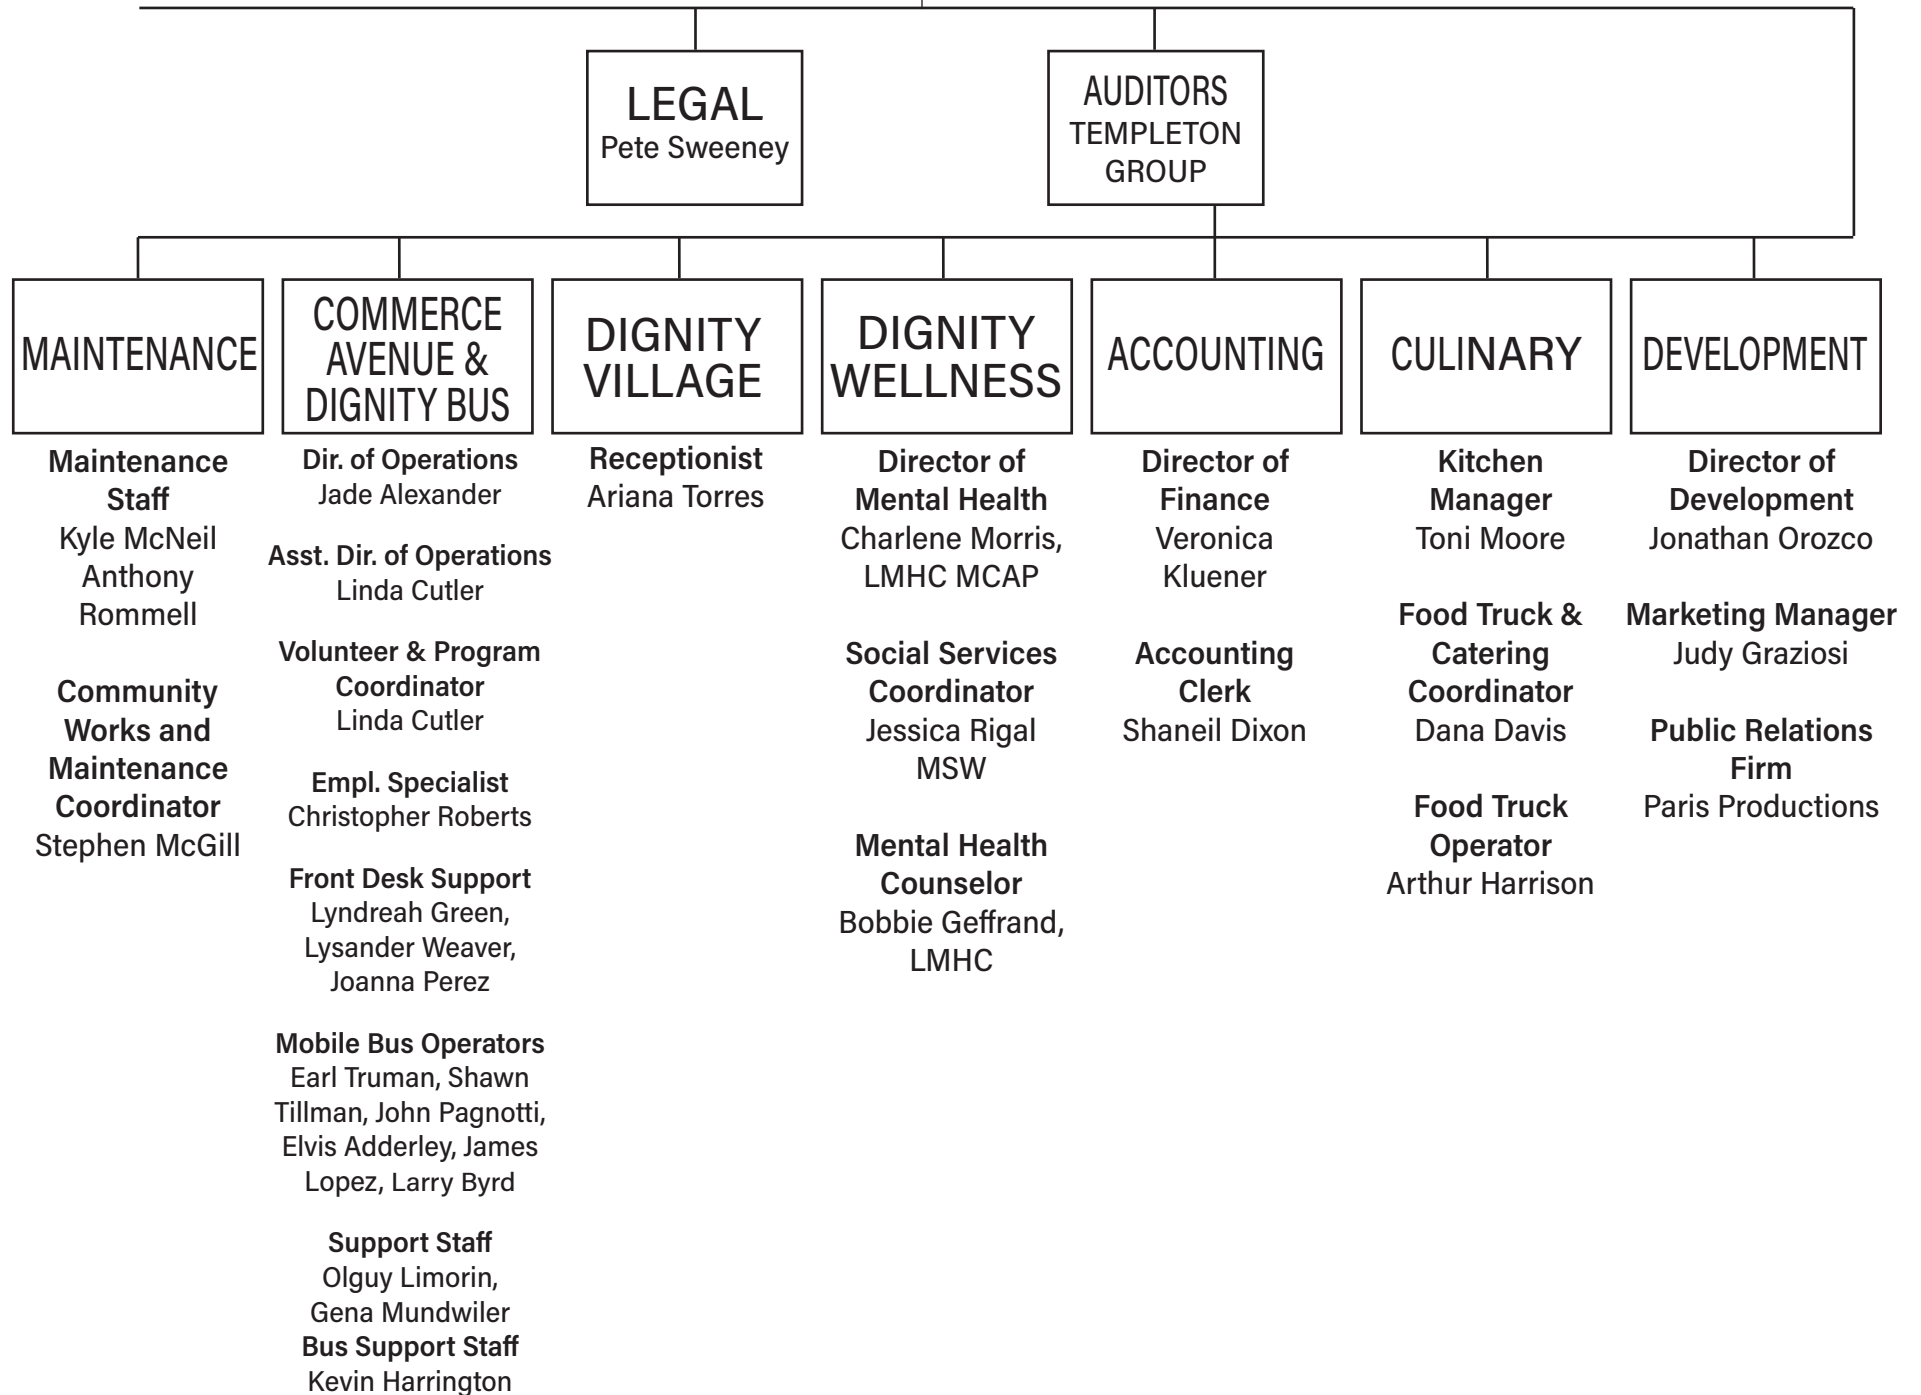 LEGAL
Pete Sweeney
AUDITORS
TEMPLETON
GROUP
MAINTENANCE
Maintenance
Staff
Kyle McNeil
Anthony
Rommell
Community
Works and
Maintenance
Coordinator
Stephen McGill
COMMERCE
AVENUE &
DIGNITY BUS
Dir. of Operations
Jade Alexander
Asst. Dir. of Operations
Linda Cutler
Volunteer & Program
Coordinator
Linda Cutler
Empl. Specialist
Christopher Roberts
Front Desk Support
Lyndreah Green,
Lysander Weaver,
Joanna Perez
Mobile Bus Operators
Earl Truman, Shawn
Tillman, John Pagnotti,
Elvis Adderley, James
Lopez, Larry Byrd
Support Staff
Olguy Limorin,
Gena Mundwiler
Bus Support Staff
Kevin Harrington
DIGNITY
VILLAGE
Receptionist
Ariana Torres
DIGNITY
WELLNESS
Director of
Mental Health
Charlene Morris,
LMHC MCAP
Social Services
Coordinator
Jessica Rigal
MSW
Mental Health
Counselor
Bobbie Geffrand,
LMHC
ACCOUNTING
Director of
Finance
Veronica
Kluener
Accounting
Clerk
Shaneil Dixon
CULINARY
Kitchen
Manager
Toni Moore
Food Truck &
Catering
Coordinator
Dana Davis
Food Truck
Operator
Arthur Harrison
DEVELOPMENT
Director of
Development
Jonathan Orozco
Marketing Manager
Judy Graziosi
Public Relations
Firm
Paris Productions